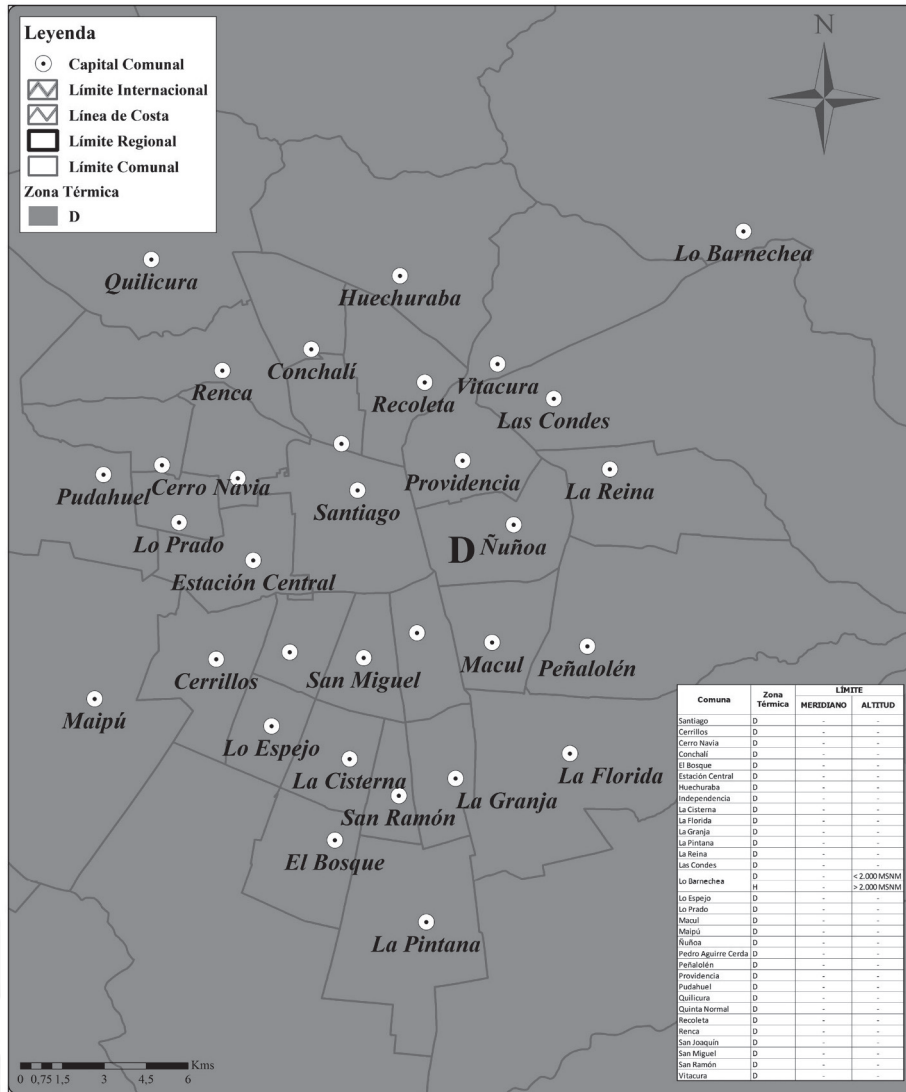 Leyenda
Capital Comunal
Límite Internacional
Línea de Costa
Límite Regional
Límite Comunal
Zona Térmica
D
N
Lo Barnechea
Quilicura
Huechuraba
Conchalí
Renca
Recoleta
Vitacura
Las Condes
Pudahuel
Cerro Navia
Santiago
Providencia
La Reina
Lo Prado
D
Ñuñoa
Estación Central
Cerrillos
San Miguel
Macul
Peñalolén
Maipú
Lo Espejo
La Cisterna
San Ramón
La Granja
La Florida
El Bosque
La Pintana
Kms
0 0,75 1,5 3 4,5 6
Comuna Zona Térmica LÍMITE
MERIDIANO ALTITUD
Santiago D - -
Cerrillos D - -
Cerro Navia D - -
Conchalí D - -
El Bosque D - -
Estación Central D - -
Huechuraba D - -
Independencia D - -
La Cisterna D - -
La Florida D - -
La Granja D - -
La Pintana D - -
La Reina D - -
Las Condes D - -
Lo Barnechea D - < 2.000 MSNM
H - > 2.000 MSNM
Lo Espejo D - -
Lo Prado D - -
Macul D - -
Maipú D - -
Ñuñoa D - -
Pedro Aguirre Cerda D - -
Peñalolén D - -
Providencia D - -
Pudahuel D - -
Quilicura D - -
Quinta Normal D - -
Recoleta D - -
Renca D - -
San Joaquín D - -
San Miguel D - -
San Ramón D - -
Vitacura D - -